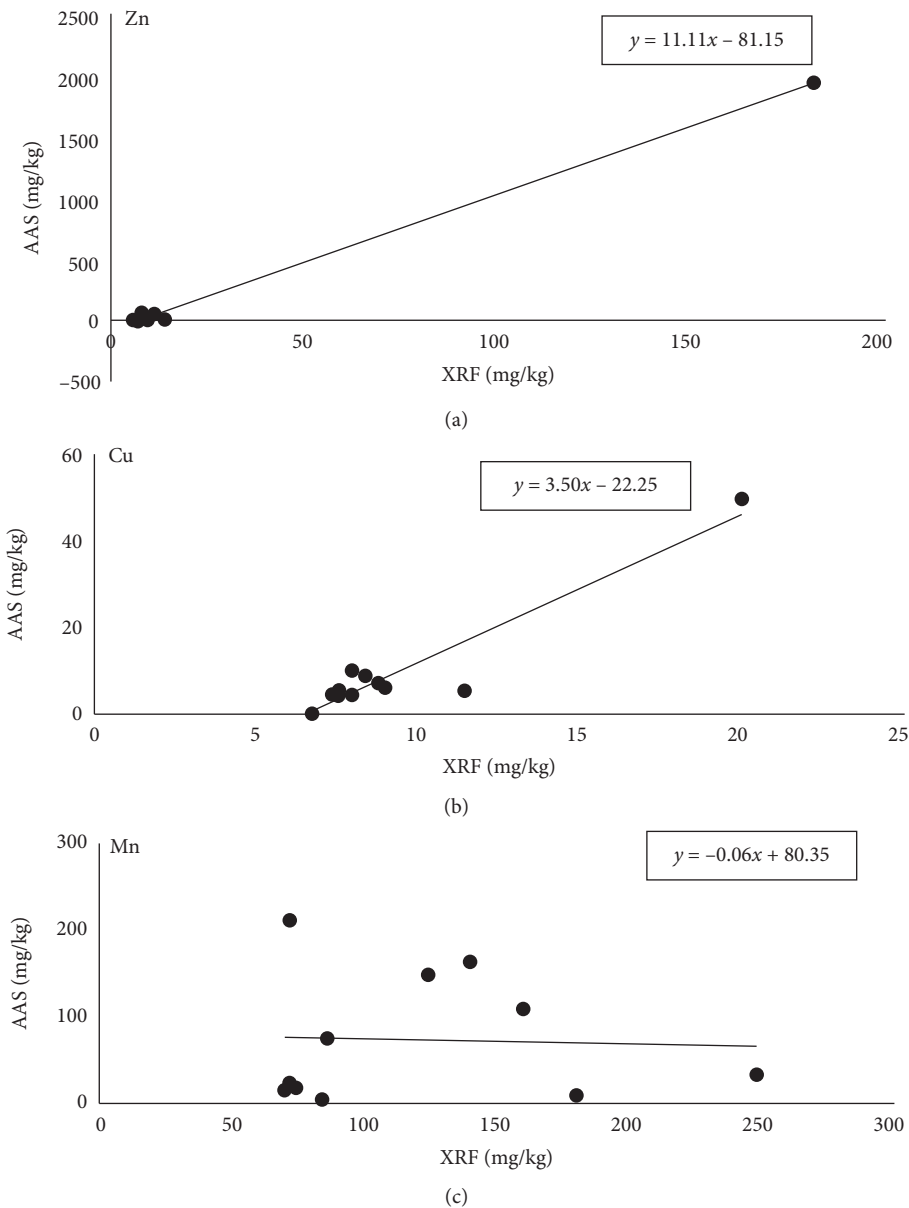 2500
Zn
y = 11.11x – 81.15
2000
1500
1000
500
0
–500
AAS (mg/kg)
0 50 100 150 200
XRF (mg/kg)
(a)
60
Cu
y = 3.50x – 22.25
40
20
0
AAS (mg/kg)
0 5 10 15 20 25
XRF (mg/kg)
(b)
300
Mn
y = –0.06x + 80.35
200
100
0
AAS (mg/kg)
0 50 100 150 200 250 300
XRF (mg/kg)
(c)